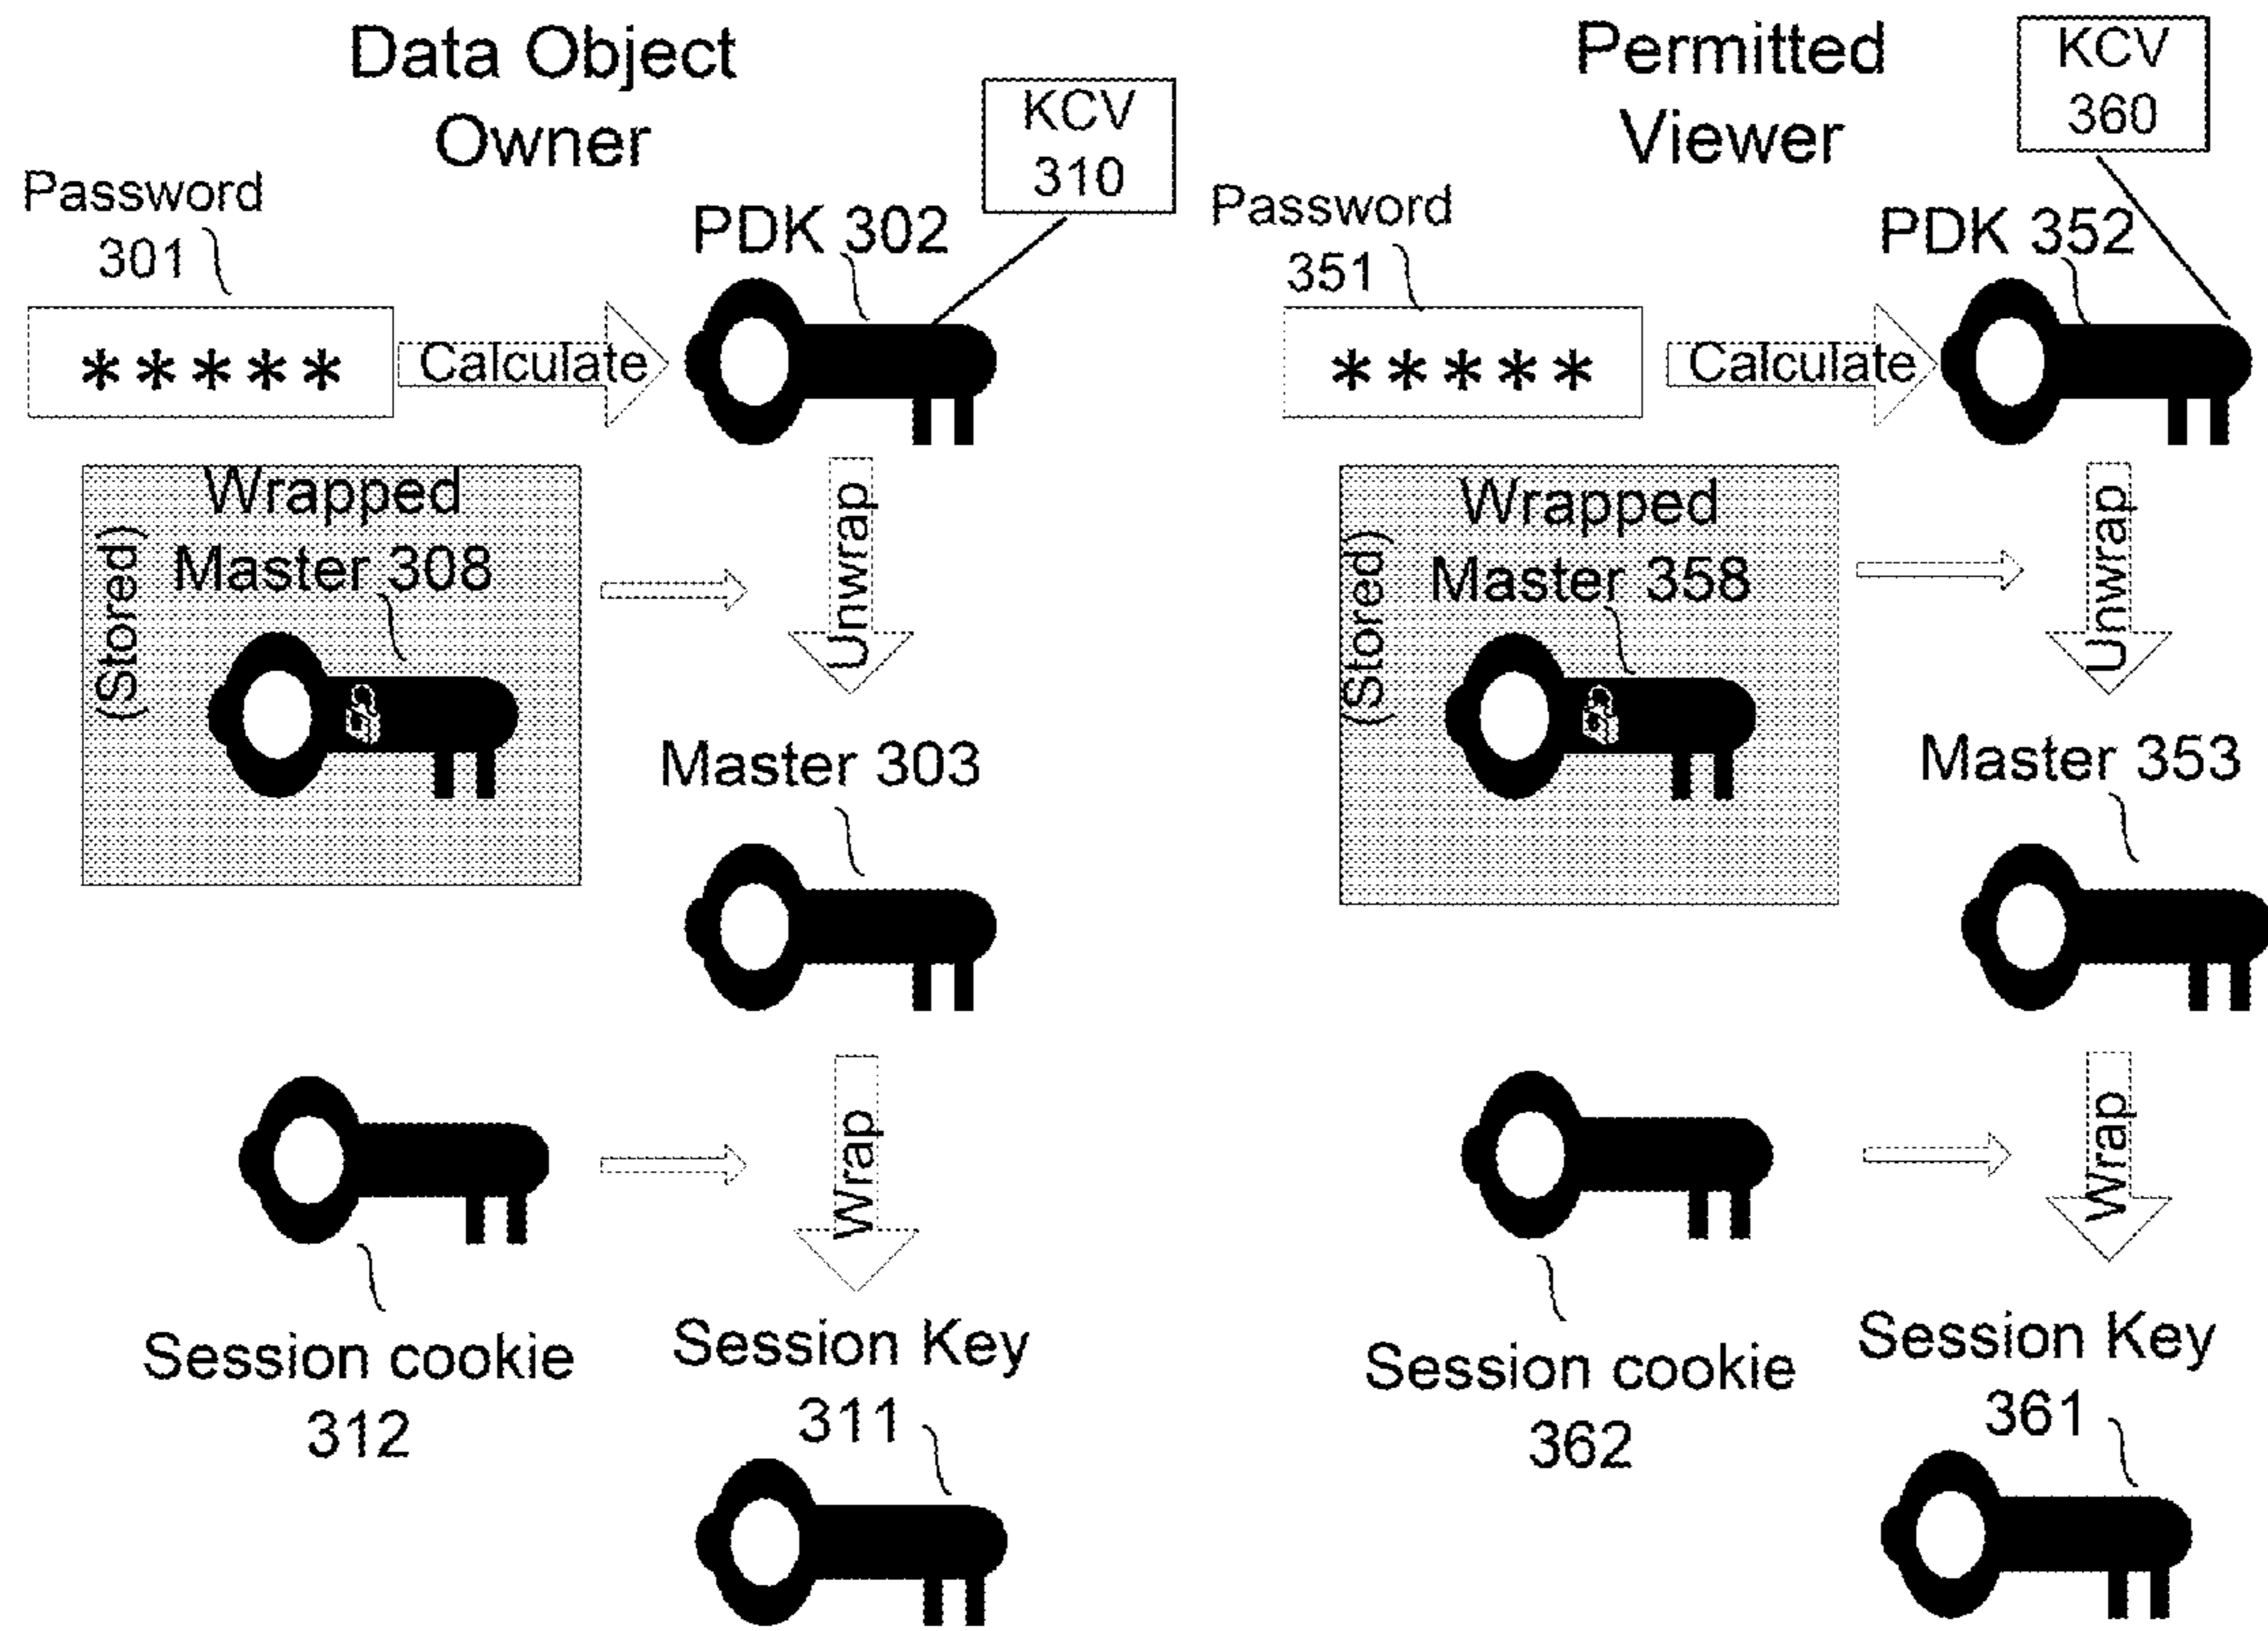 Data Object
Owner
KCV
310
Password
301
PDK 302
*****
Calculate
(Stored)
Wrapped
Master 308
Unwrap
Master 303
Wrap
Session cookie
312
Session Key
311
Permitted
Viewer
KCV
360
Password
351
PDK 352
*****
Calculate
(Stored)
Wrapped
Master 358
Unwrap
Master 353
Wrap
Session cookie
362
Session Key
361